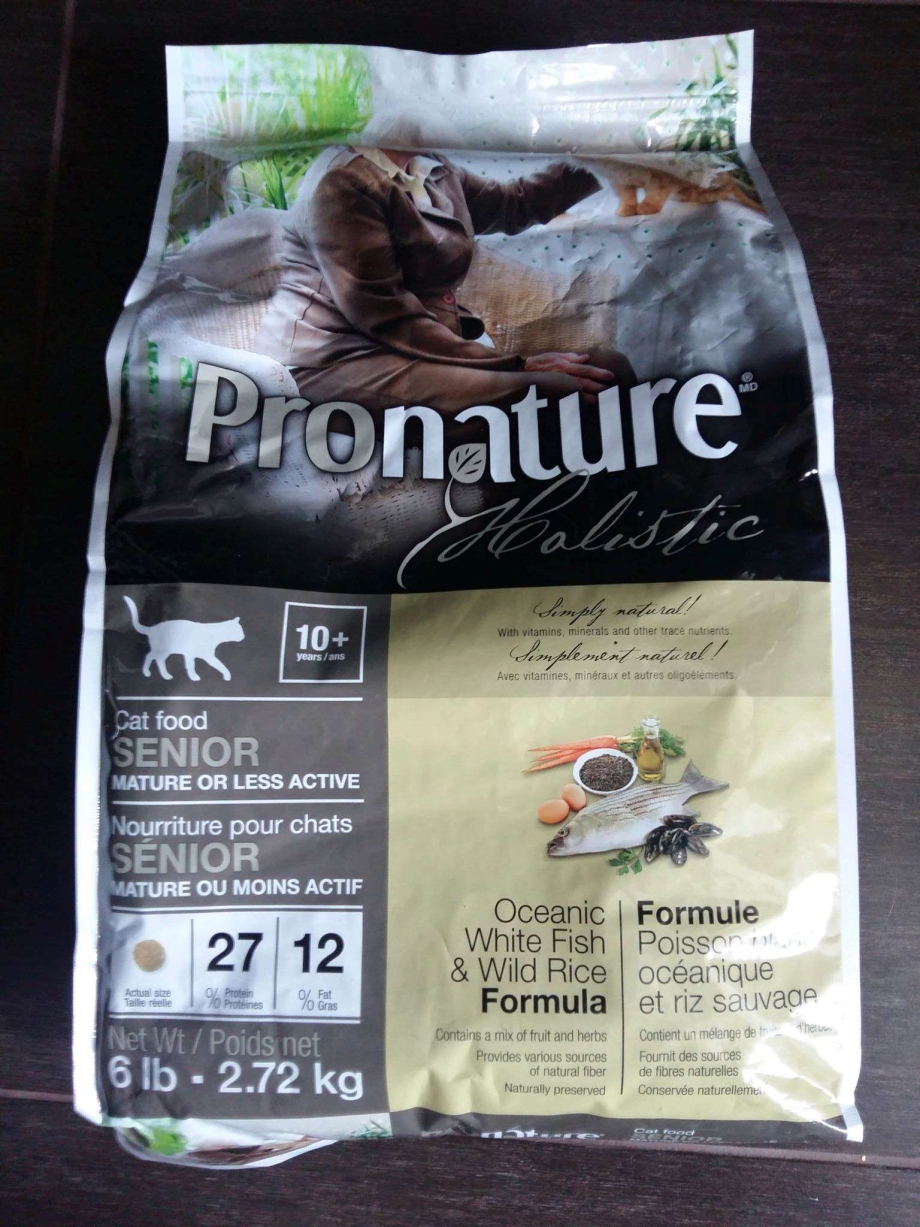 Pronature® MD
Holistic
10+
years/ans
Simply natural!
With vitamins, minerals and other trace nutrients.
Simplement naturel!
Avec vitamines, minéraux et autres oligoéléments.
Cat food
SENIOR
MATURE OR LESS ACTIVE
Nourriture pour chats
SÉNIOR
MATURE OU MOINS ACTIF
Actual size
Taille réelle
27
% Protein
% Protéines
12
% Fat
% Gras
Net Wt / Poids net
6 lb - 2.72 kg
Oceanic
White Fish
& Wild Rice
Formula
Contains a mix of fruit and herbs
Provides various sources
of natural fiber
Naturally preserved
Formule
Poisson
océanique
et riz sauvage
Contient un mélange de
Fournit des sources
de fibres naturelles
Conservée
nature
Cat food
SENIOR